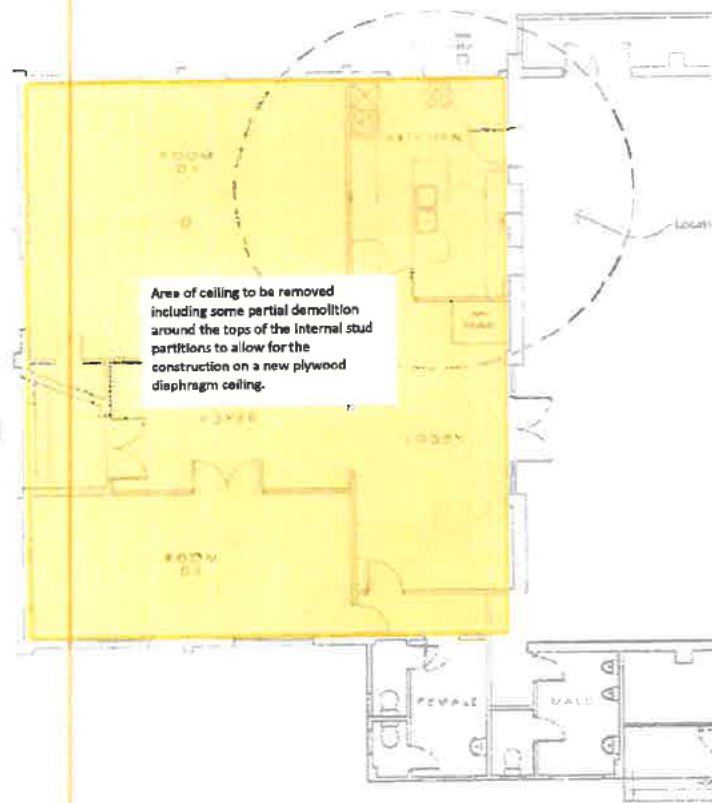 ROOM
KITCHEN
Area of ceiling to be removed
including some partial demolition
around the tops of the internal stud
partitions to allow for the
construction on a new plywood
diaphragm ceiling.
FOYER
LOBBY
ROOM
FEMALE
MALE